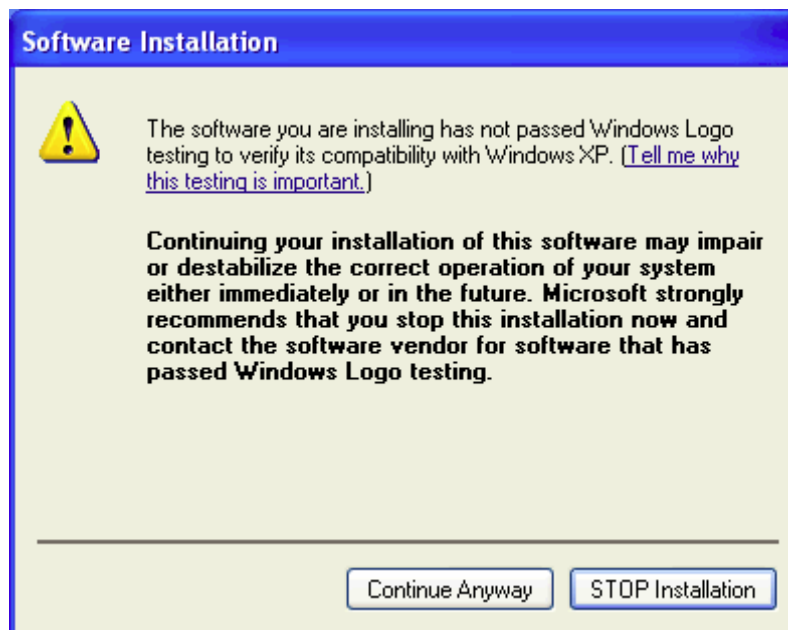 Software Installation
The software you are installing has not passed Windows Logo
testing to verify its compatibility with Windows XP. (Tell me why
this testing is important.)
Continuing your installation of this software may impair
or destabilize the correct operation of your system
either immediately or in the future. Microsoft strongly
recommends that you stop this installation now and
contact the software vendor for software that has
passed Windows Logo testing.
Continue Anyway
STOP Installation